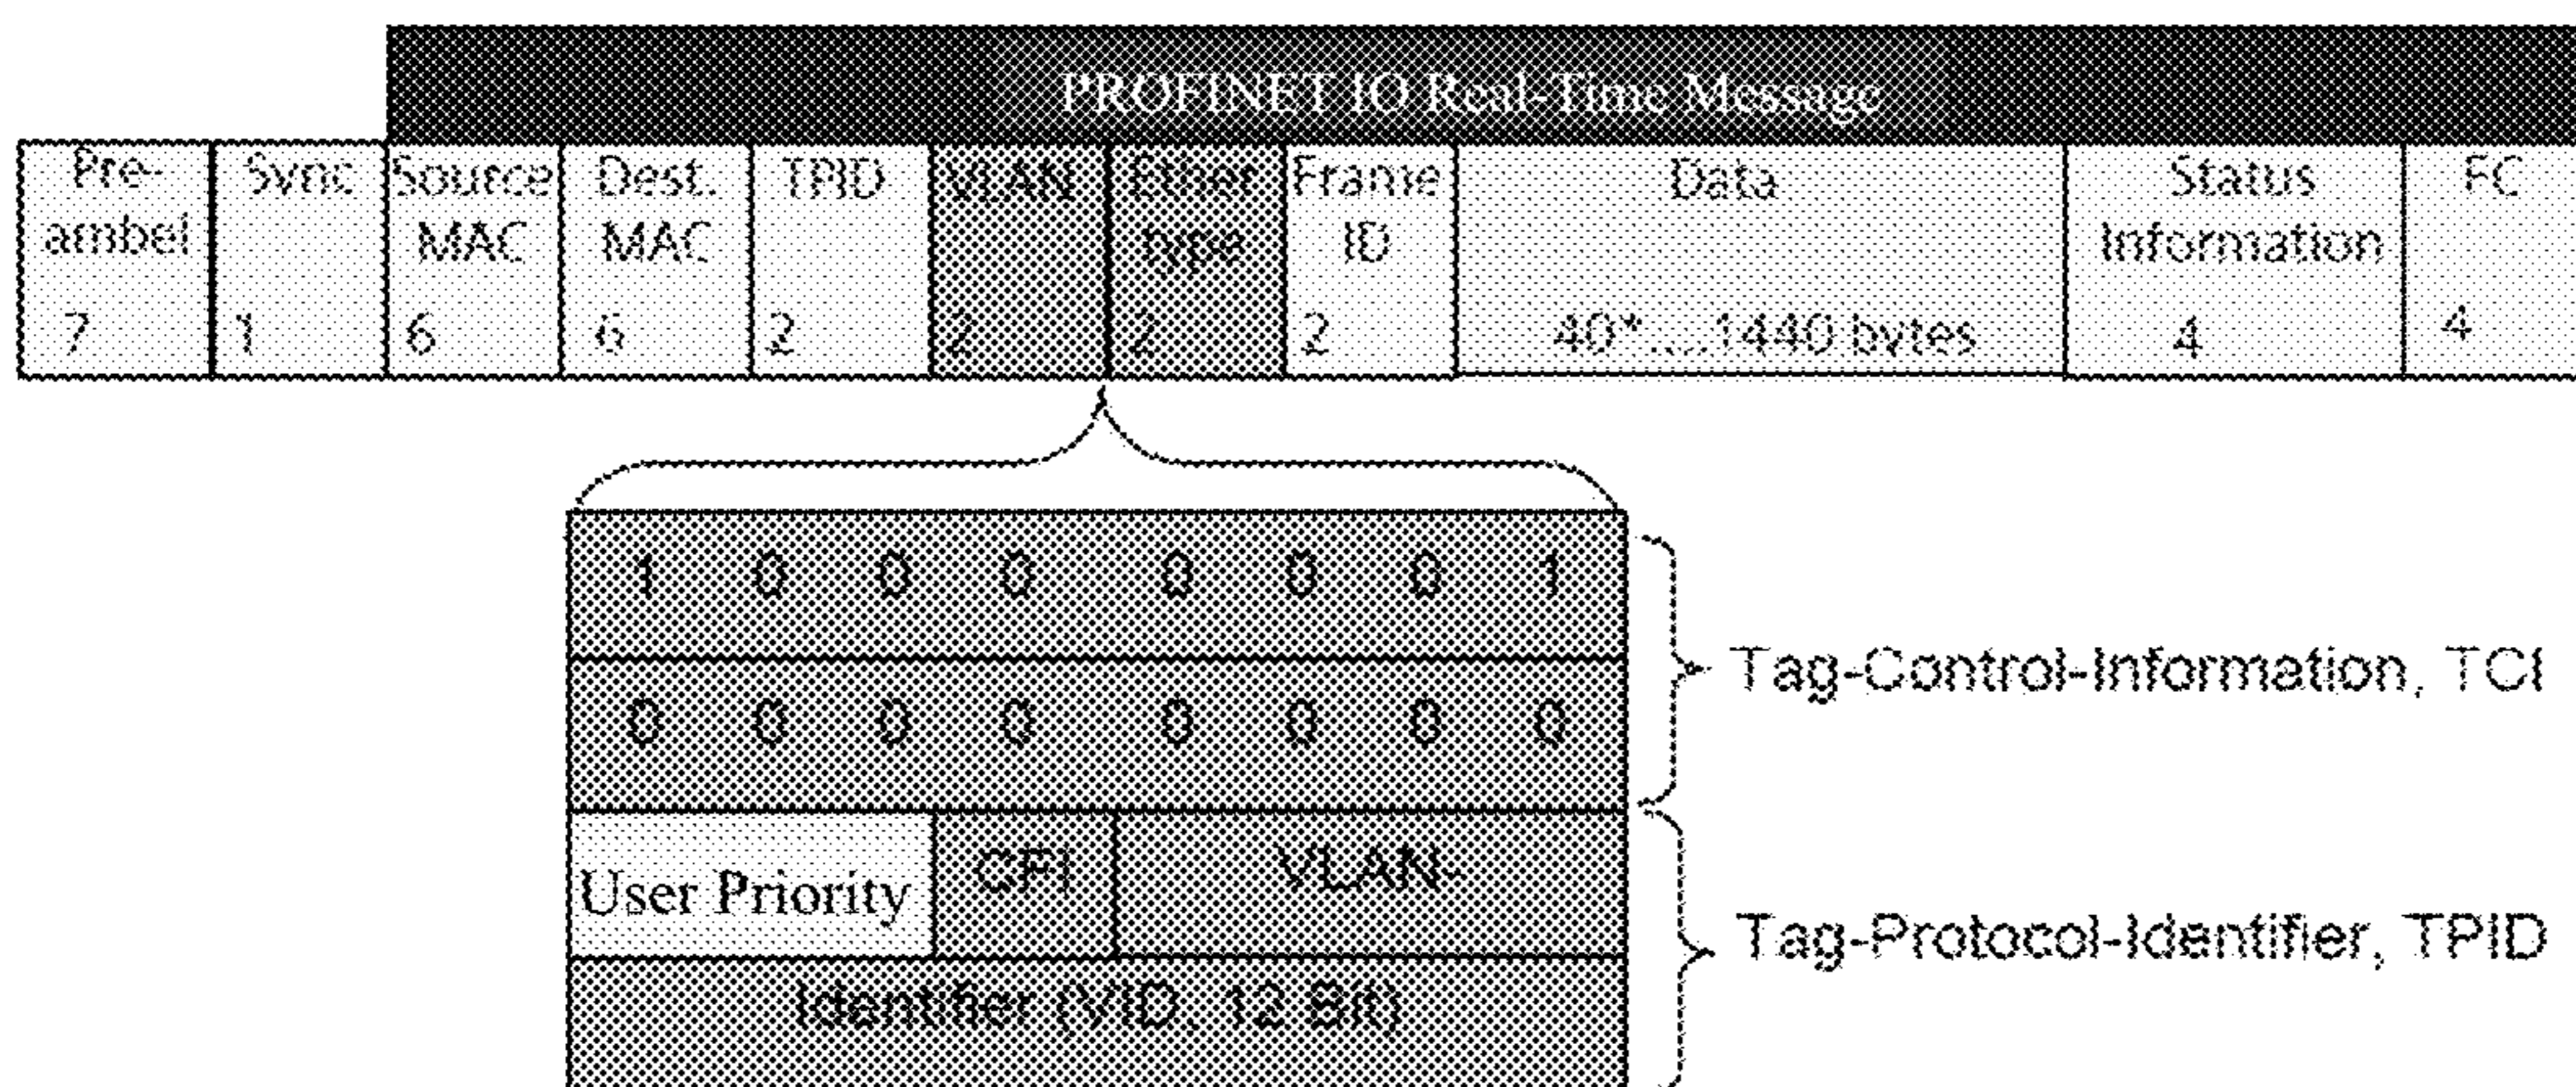 PROFINET IO Real-Time Message
Pre- Sync Source Dest. TPID VLAN Ether Frame Data Status FC
ambel MAC MAC type ID Information
7 1 6 6 2 2 2 2 40*....1440 bytes 4 4
1 0 0 0 0 0 0 1
0 0 0 0 0 0 0 0
Tag-Control-Information, TCI
User Priority CFI VLAN-
Identifier (VID, 12 Bit)
Tag-Protocol-Identifier, TPID